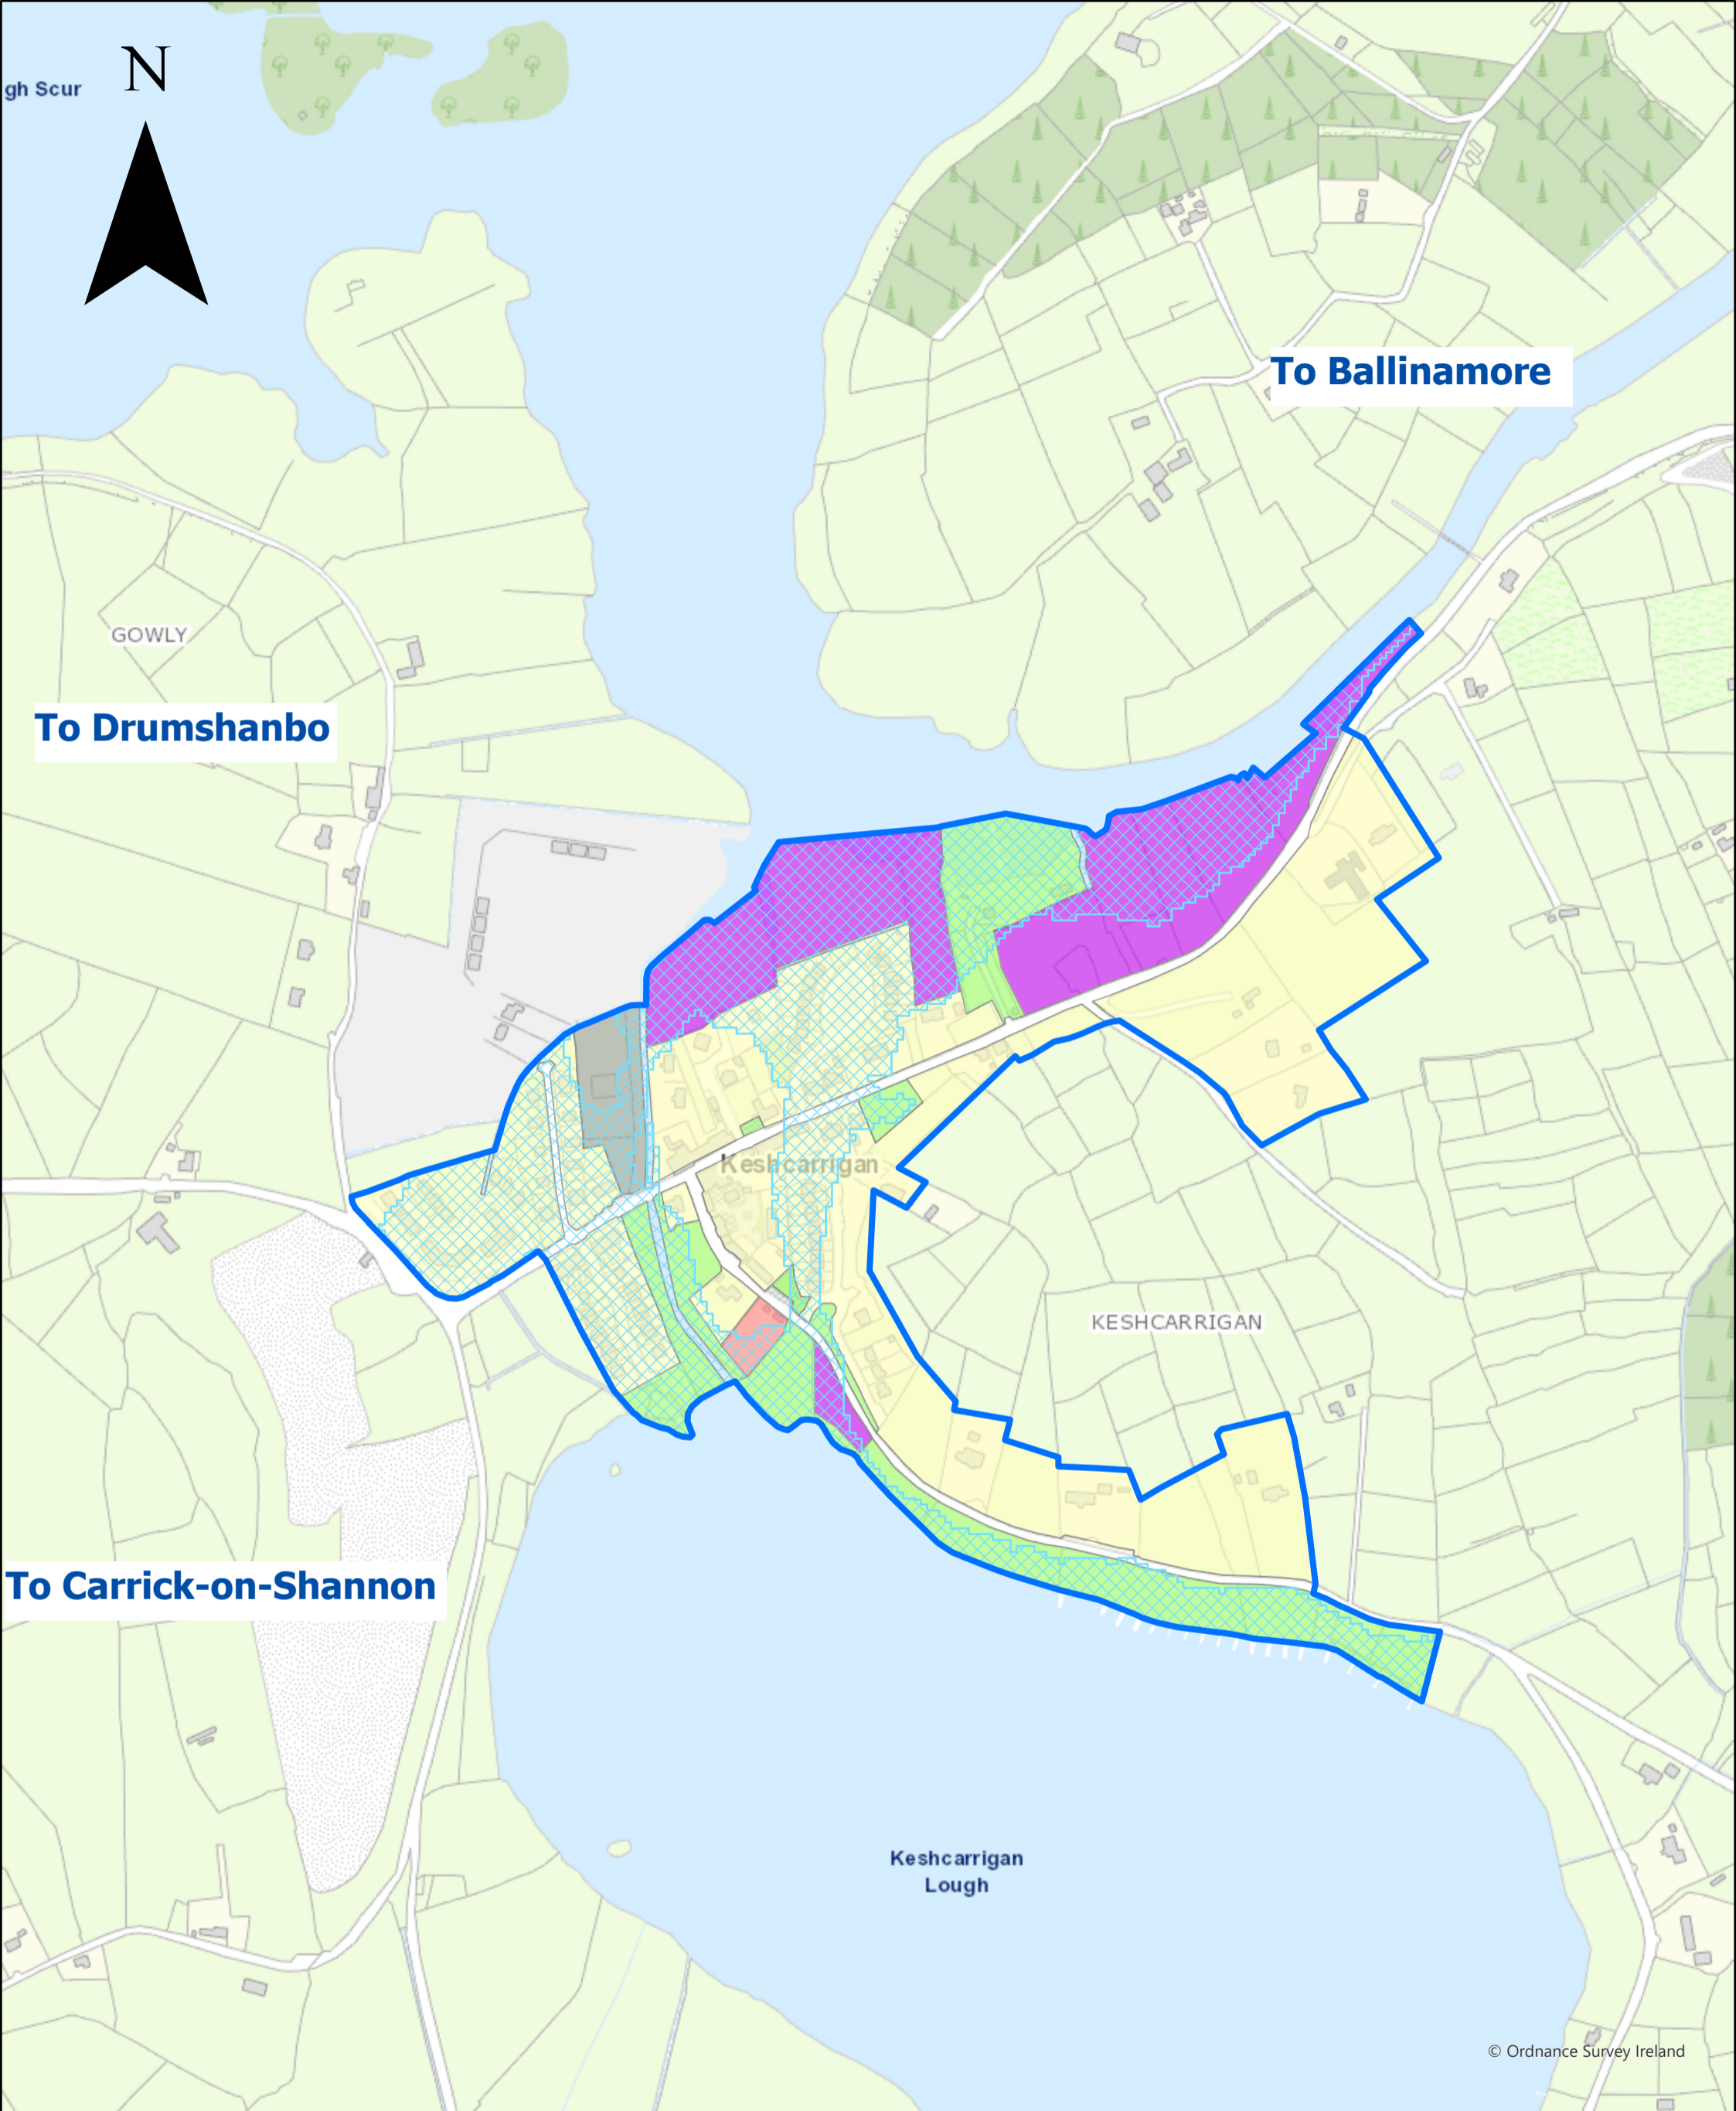 N
gh Scur
To Ballinamore
GOWLY
To Drumshanbo
Keshcarrigan
KESHCARRIGAN
To Carrick-on-Shannon
Keshcarrigan
Lough
© Ordnance Survey Ireland